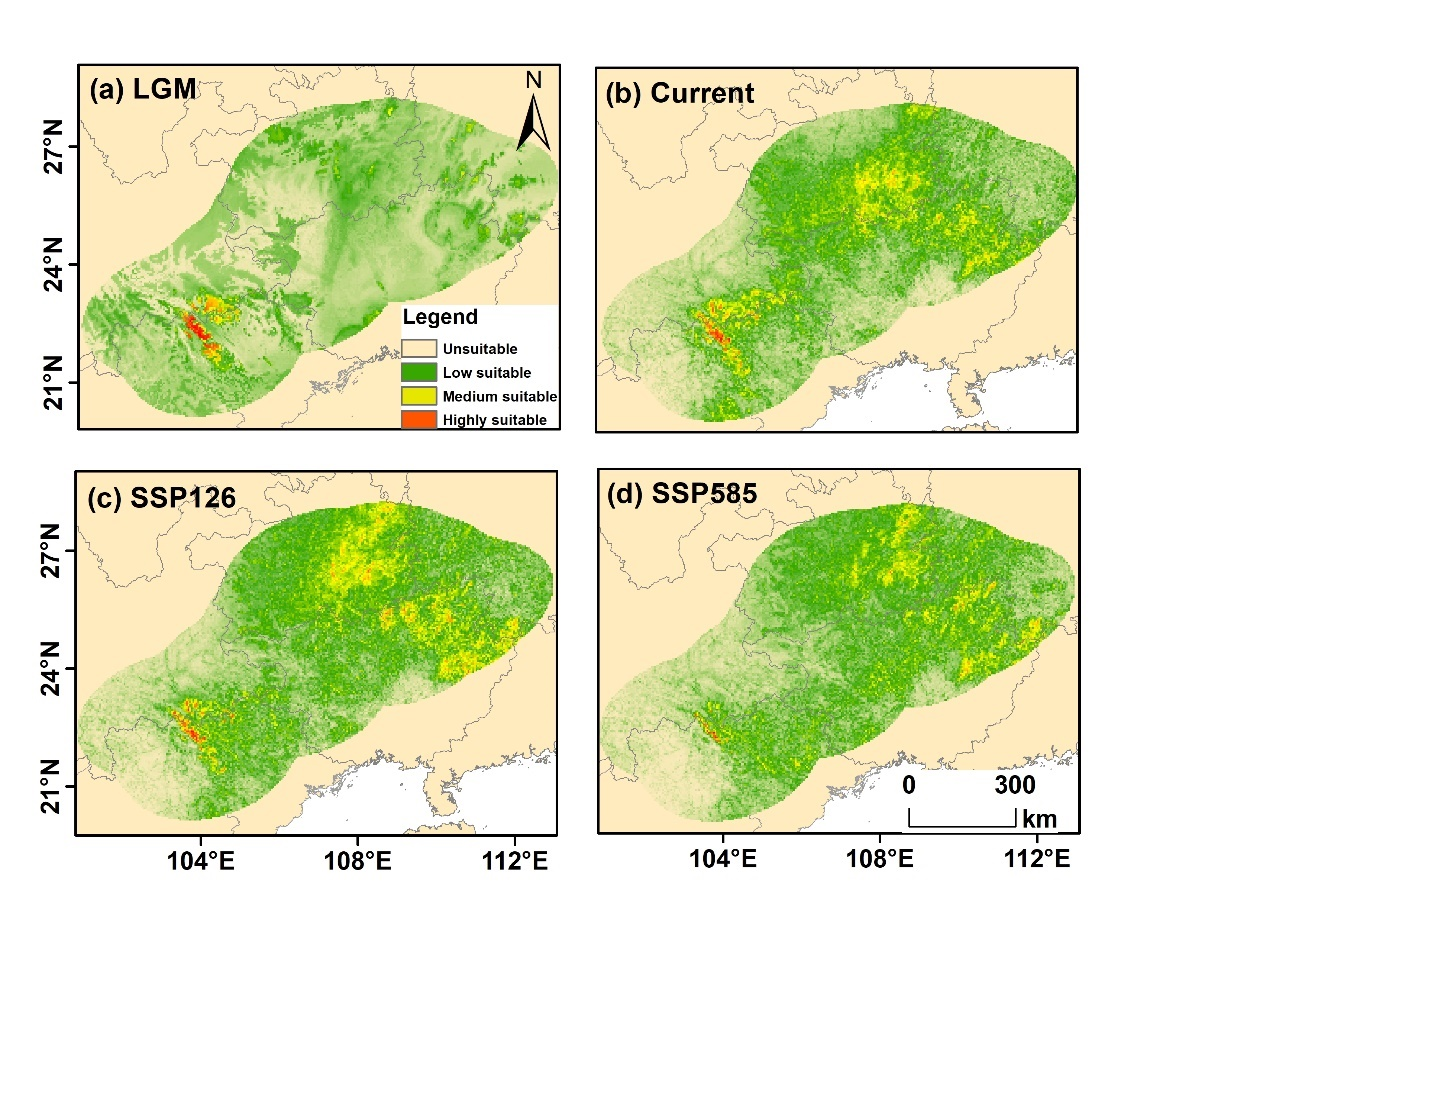 (a) LGM
N
27°N
24°N
21°N
Legend
Unsuitable
Low suitable
Medium suitable
Highly suitable
(b) Current
(c) SSP126
27°N
24°N
21°N
104°E 108°E 112°E
(d) SSP585
0 300
km
104°E 108°E 112°E